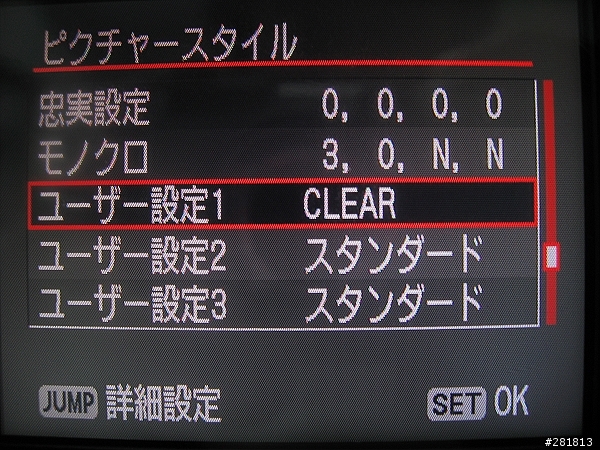 ピクチャースタイル
忠実設定 0, 0, 0, 0
モノクロ 3, 0, N, N
ユーザー設定1 CLEAR
ユーザー設定2 スタンダード
ユーザー設定3 スタンダード
JUMP 詳細設定 SET OK
#281813